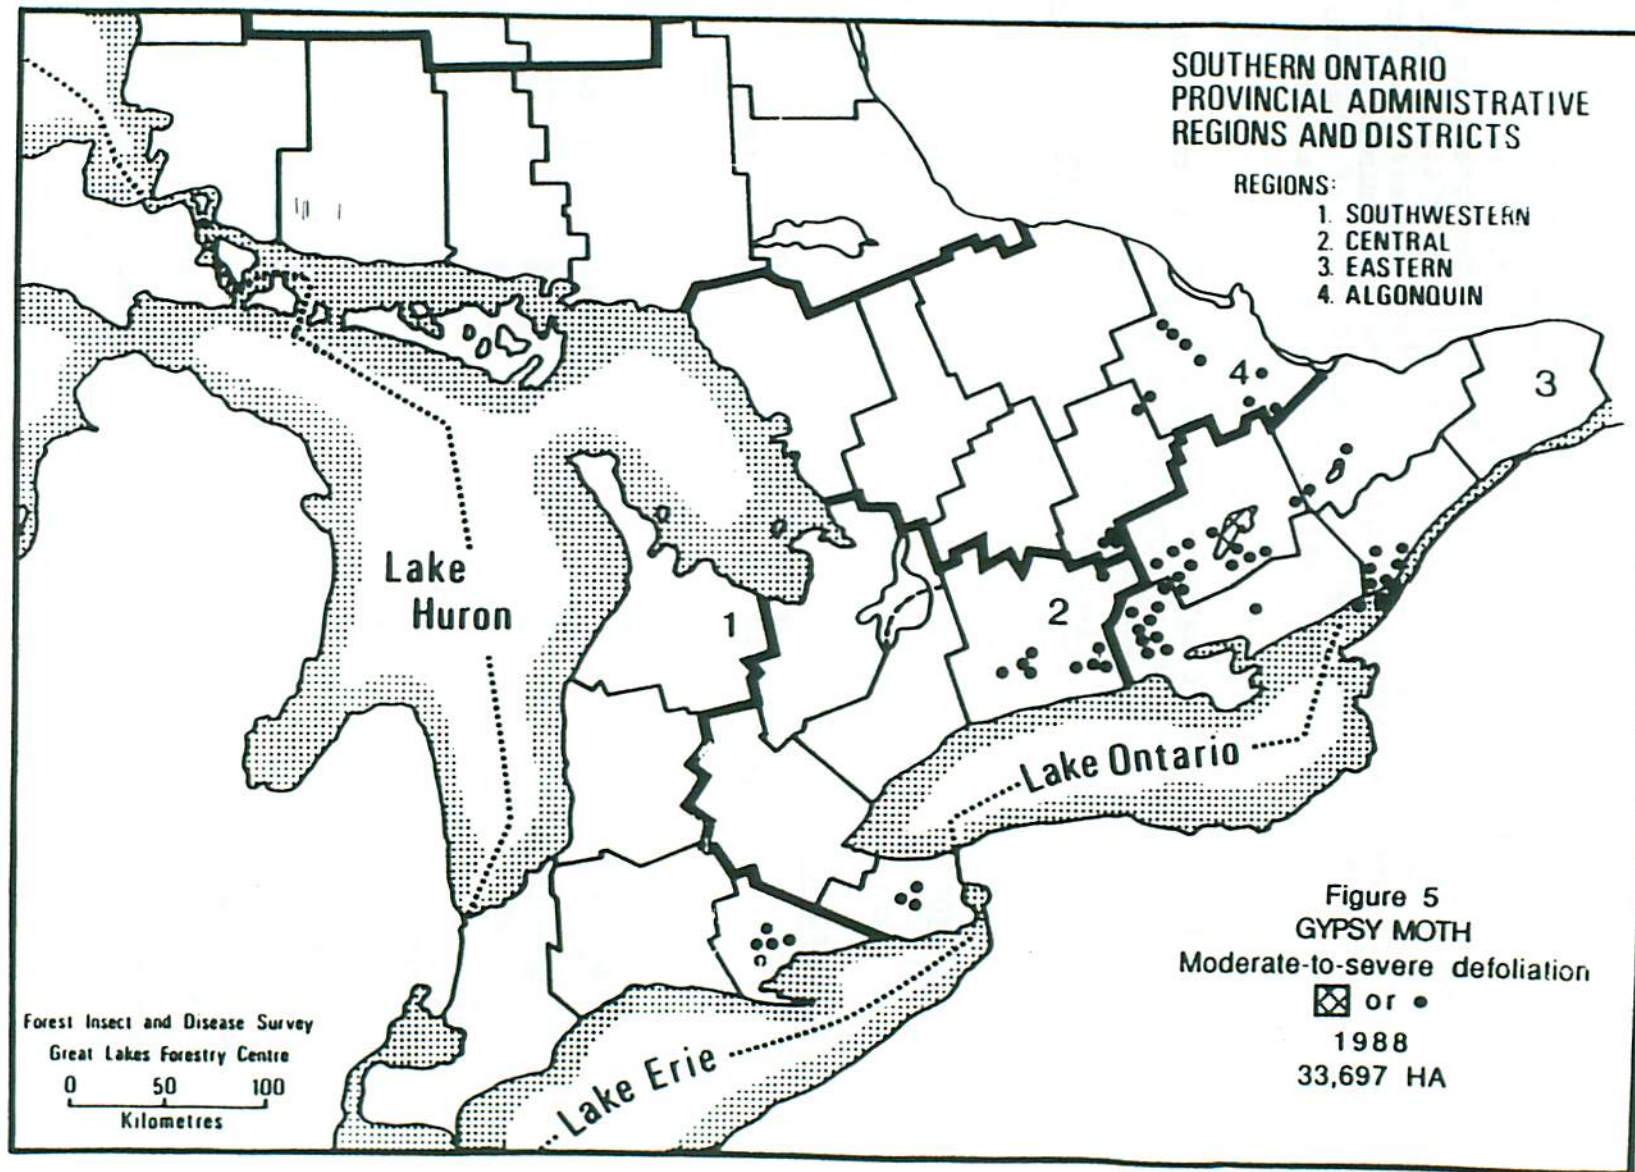 SOUTHERN ONTARIO
PROVINCIAL ADMINISTRATIVE
REGIONS AND DISTRICTS
REGIONS:
1. SOUTHWESTERN
2. CENTRAL
3. EASTERN
4. ALGONQUIN
4
3
Lake
Huron
1
2
Lake Ontario
Figure 5
GYPSY MOTH
Moderate-to-severe defoliation
or
1988
33,697 HA
Forest Insect and Disease Survey
Great Lakes Forestry Centre
0 50 100
Kilometres
Lake Erie